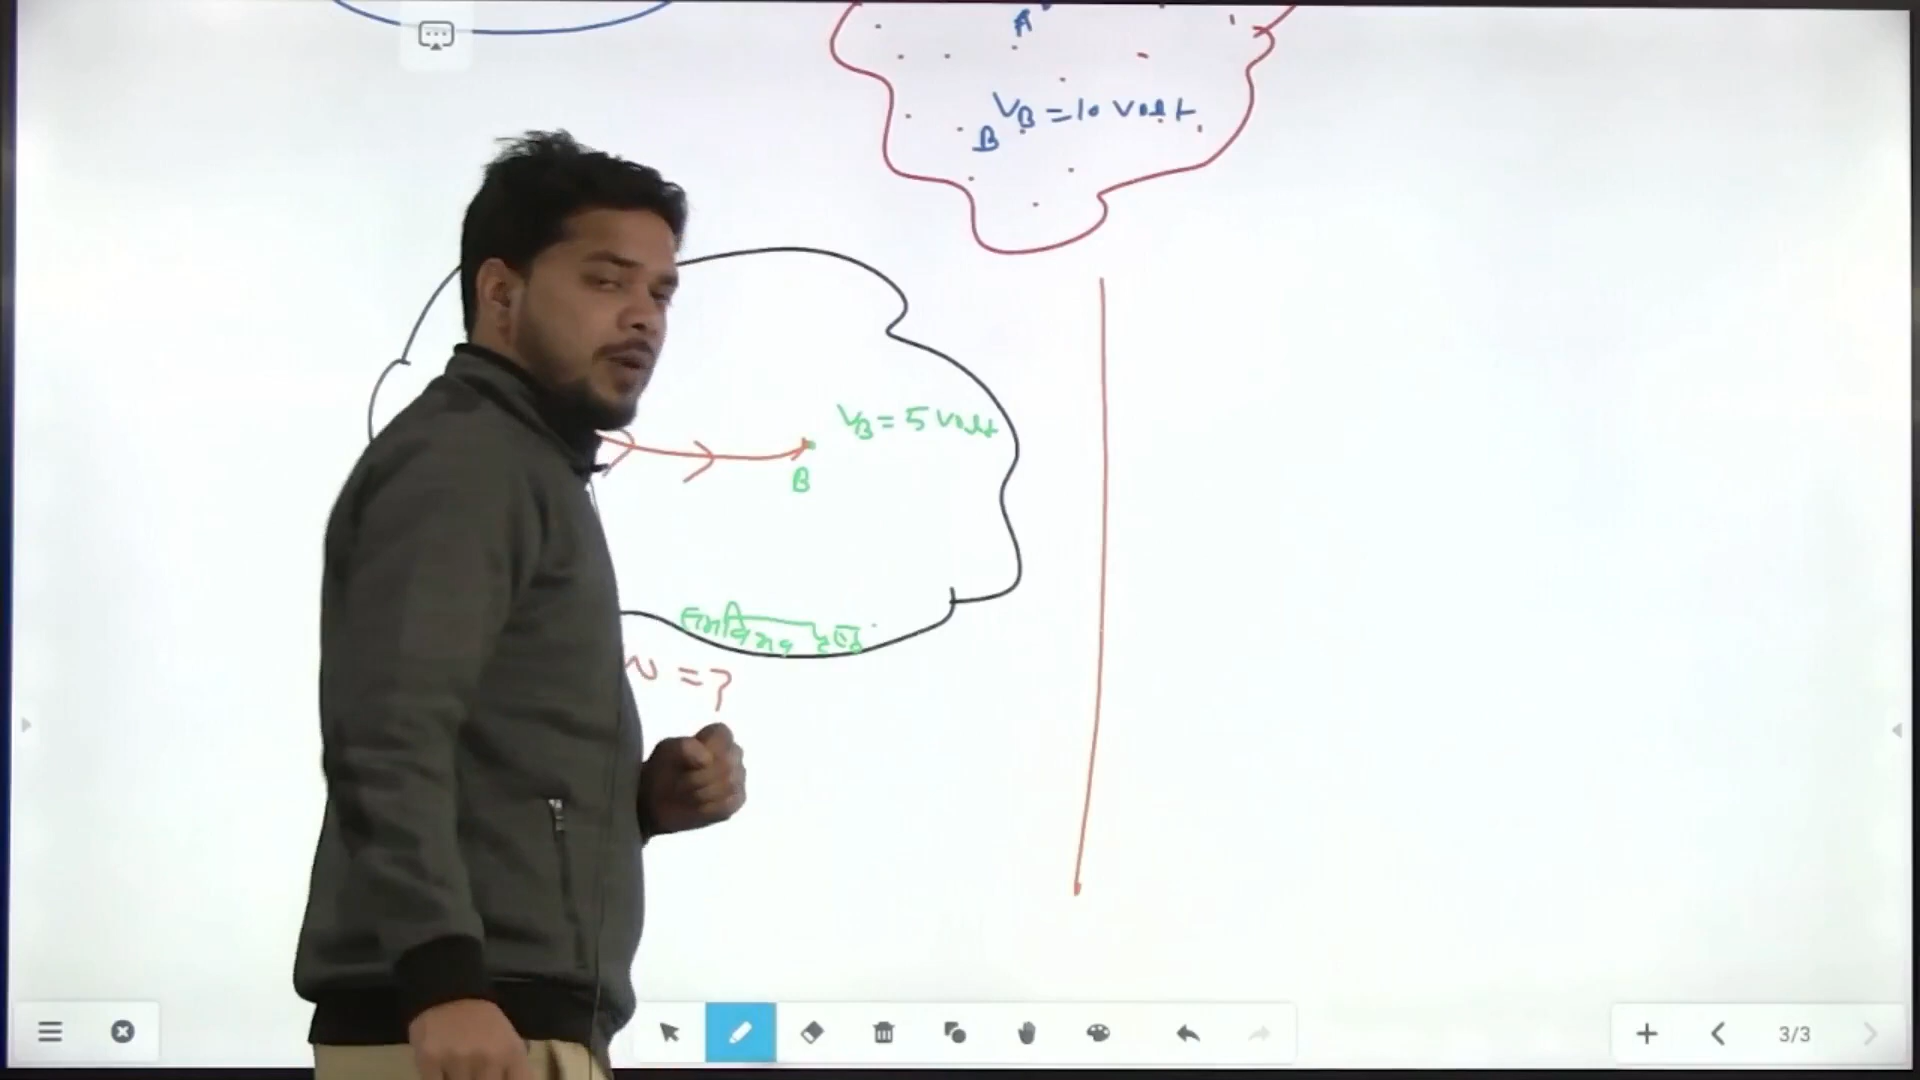 A
V_B = 10 volt
B
V_B = 5 volt
B
W = ?
3/3